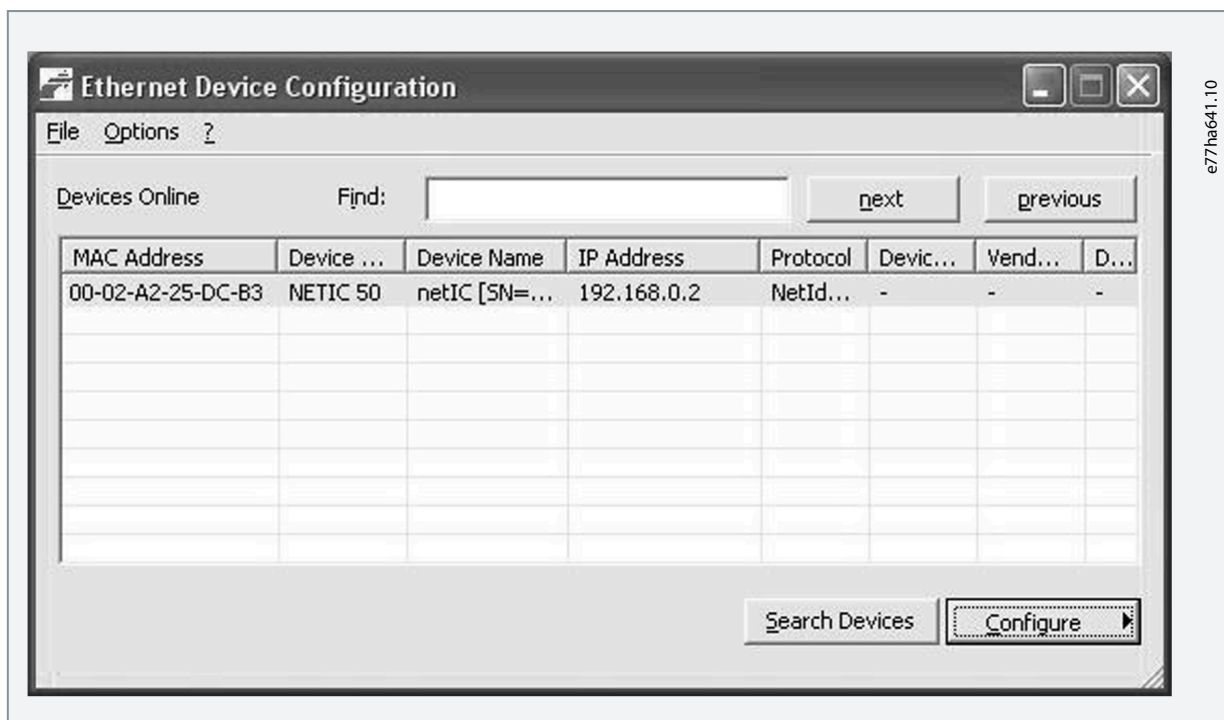 Ethernet Device Configuration
File Options ?
Devices Online Find: next previous
MAC Address Device ... Device Name IP Address Protocol Devic... Vend... D...
00-02-A2-25-DC-B3 NETIC 50 netIC [SN=... 192.168.0.2 NetId... - - -
Search Devices Configure
e77ha641.10